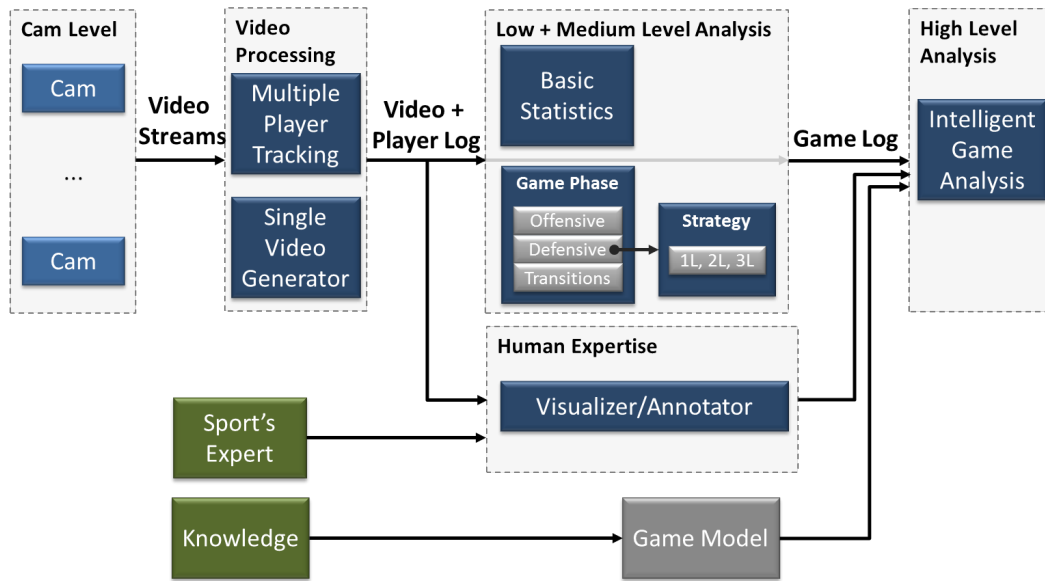 Cam Level
Cam
...
Cam
Video
Streams
Video
Processing
Multiple
Player
Tracking
Single
Video
Generator
Video +
Player Log
Low + Medium Level Analysis
Basic
Statistics
Game Phase
Offensive
Defensive
Transitions
Strategy
1L, 2L, 3L
Game Log
High Level
Analysis
Intelligent
Game
Analysis
Human Expertise
Visualizer/Annotator
Sport's
Expert
Knowledge
Game Model